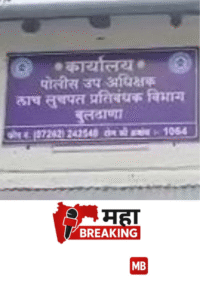 कार्यालय
पोलीस उप अधिक्षक
लाच लुचपत प्रतिबंधक विभाग
बुलढाणा
फोन नं. (07262) 242548 टोल फ्री क्रमांक :- 1064
महा
BREAKING
MB